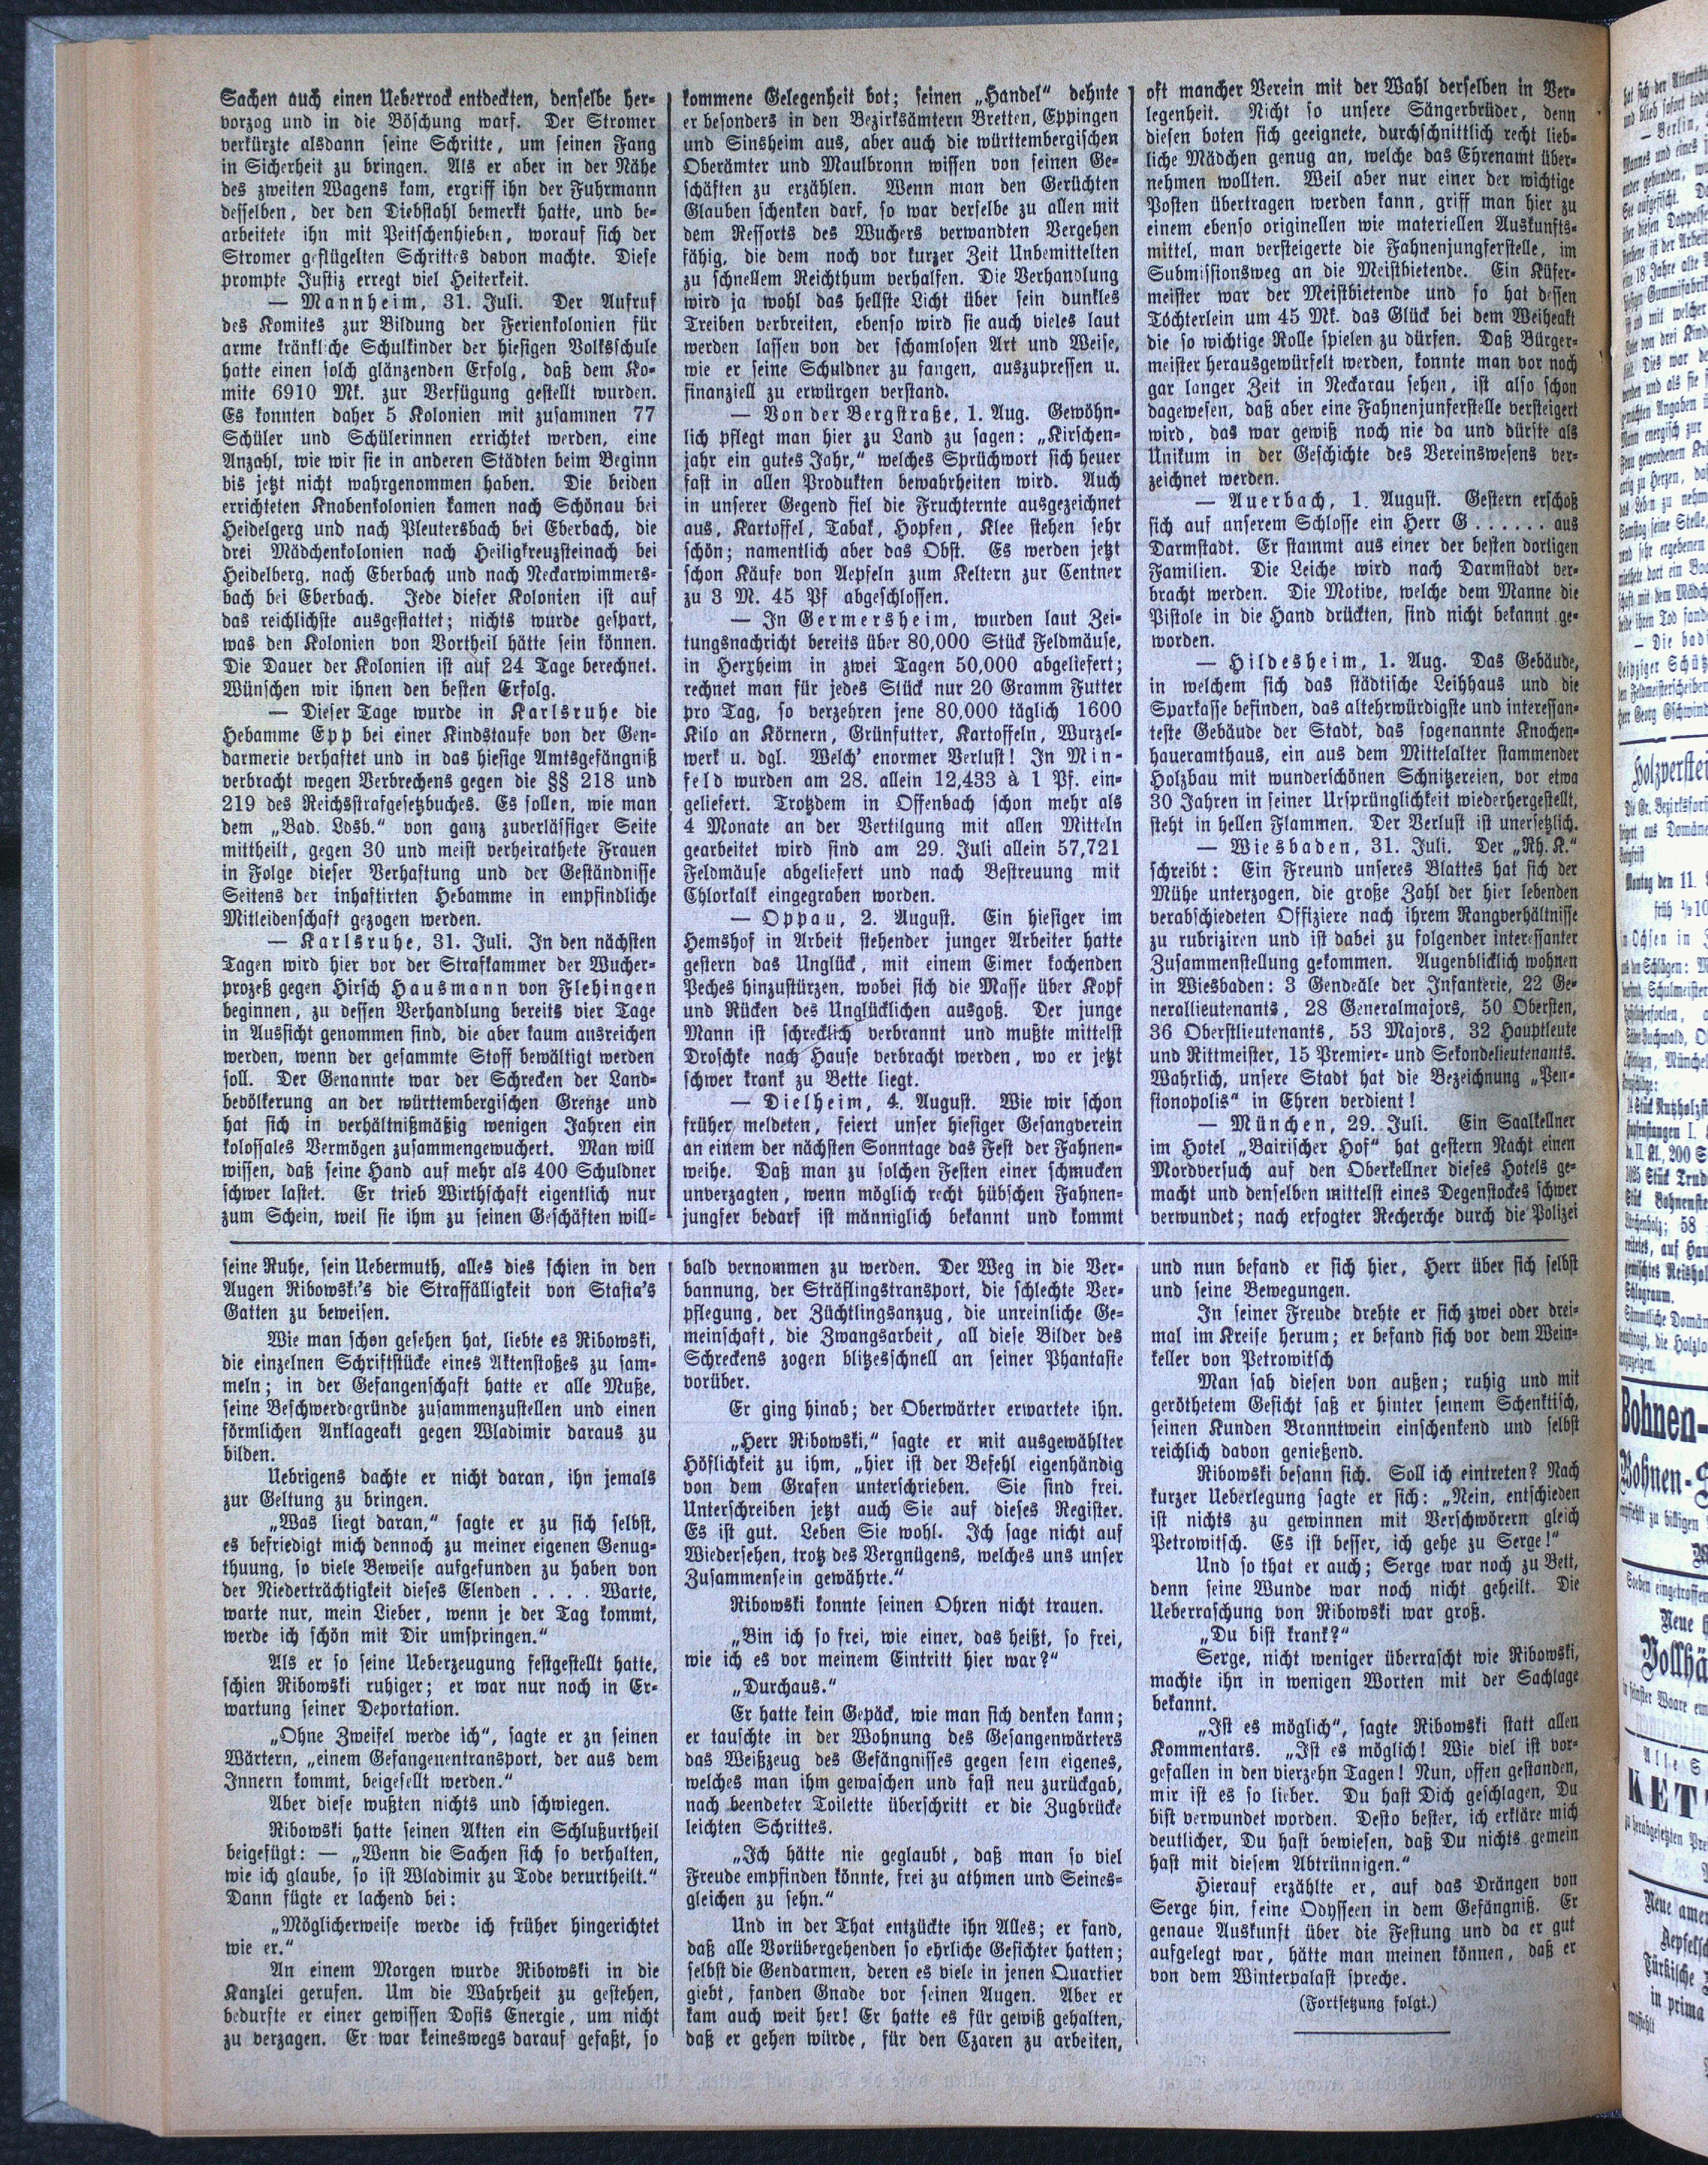 Sachen auch einen Ueberrock entdeckten, denselbe her-
vorzog und in die Böschung warf. Der Stromer
verkürzte alsdann seine Schritte, um seinen Fang
in Sicherheit zu bringen. Als er aber in der Nähe
des zweiten Wagens kam, ergriff ihn der Fuhrmann
desselben, der den Diebstahl bemerkt hatte, und be-
arbeitete ihn mit Peitschenhieben, worauf sich der
Stromer geflügelten Schrittes davon machte. Diese
prompte Justiz erregt viel Heiterkeit.
— Mannheim, 31. Juli. Der Aufruf
des Komites zur Bildung der Ferienkolonien für
arme kränkliche Schulkinder der hiesigen Volksschule
hatte einen solch glänzenden Erfolg, daß dem Ko-
mite 6910 Mk. zur Verfügung gestellt wurden.
Es konnten daher 5 Kolonien mit zusammen 77
Schüler und Schülerinnen errichtet werden, eine
Anzahl, wie wir sie in anderen Städten beim Beginn
bis jetzt nicht wahrgenommen haben. Die beiden
errichteten Knabenkolonien kamen nach Schönau bei
Heidelgerg und nach Pleutersbach bei Eberbach, die
drei Mädchenkolonien nach Heiligkreuzsteinach bei
Heidelberg, nach Eberbach und nach Neckarwimmers-
bach bei Eberbach. Jede dieser Kolonien ist auf
das reichlichste ausgestattet; nichts wurde gespart,
was den Kolonien von Vortheil hätte sein können.
Die Dauer der Kolonien ist auf 24 Tage berechnet.
Wünschen wir ihnen den besten Erfolg.
— Dieser Tage wurde in Karlsruhe die
Hebamme Epp bei einer Kindstaufe von der Gen-
darmerie verhaftet und in das hiesige Amtsgefängniß
verbracht wegen Verbrechens gegen die §§ 218 und
219 des Reichsstrafgesetzbuches. Es sollen, wie man
dem „Bad. Ldsb.“ von ganz zuverlässiger Seite
mittheilt, gegen 30 und meist verheirathete Frauen
in Folge dieser Verhaftung und der Geständnisse
Seitens der inhaftirten Hebamme in empfindliche
Mitleidenschaft gezogen werden.
— Karlsruhe, 31. Juli. In den nächsten
Tagen wird hier vor der Strafkammer der Wucher-
prozeß gegen Hirsch Hausmann von Flehingen
beginnen, zu dessen Verhandlung bereits vier Tage
in Aussicht genommen sind, die aber kaum ausreichen
werden, wenn der gesammte Stoff bewältigt werden
soll. Der Genannte war der Schrecken der Land-
bevölkerung an der württembergischen Grenze und
hat sich in verhältnißmäßig wenigen Jahren ein
kolossales Vermögen zusammengewuchert. Man will
wissen, daß seine Hand auf mehr als 400 Schuldner
schwer lastet. Er trieb Wirthschaft eigentlich nur
zum Schein, weil sie ihm zu seinen Geschäften will-
kommene Gelegenheit bot; seinen „Handel“ dehnte
er besonders in den Bezirksämtern Bretten, Eppingen
und Sinsheim aus, aber auch die württembergischen
Oberämter und Maulbronn wissen von seinen Ge-
schäften zu erzählen. Wenn man den Gerüchten
Glauben schenken darf, so war derselbe zu allen mit
dem Ressorts des Wuchers verwandten Vergehen
fähig, die dem noch vor kurzer Zeit Unbemittelten
zu schnellem Reichthum verhalfen. Die Verhandlung
wird ja wohl das hellste Licht über sein dunkles
Treiben verbreiten, ebenso wird sie auch vieles laut
werden lassen von der schamlosen Art und Weise,
wie er seine Schuldner zu fangen, auszupressen u.
finanziell zu erwürgen verstand.
— Von der Bergstraße, 1. Aug. Gewöhn-
lich pflegt man hier zu Land zu sagen: „Kirschen-
jahr ein gutes Jahr,“ welches Sprüchwort sich heuer
fast in allen Produkten bewahrheiten wird. Auch
in unserer Gegend fiel die Fruchternte ausgezeichnet
aus, Kartoffel, Tabak, Hopfen, Klee stehen sehr
schön; namentlich aber das Obst. Es werden jetzt
schon Käufe von Aepfeln zum Keltern zur Centner
zu 3 M. 45 Pf abgeschlossen.
— In Germersheim, wurden laut Zei-
tungsnachricht bereits über 80,000 Stück Feldmäuse,
in Herxheim in zwei Tagen 50,000 abgeliefert;
rechnet man für jedes Stück nur 20 Gramm Futter
pro Tag, so verzehren jene 80,000 täglich 1600
Kilo an Körnern, Grünfutter, Kartoffeln, Wurzel-
werk u. dgl. Welch' enormer Verlust! In Min-
feld wurden am 28. allein 12,433 à 1 Pf. ein-
geliefert. Trotzdem in Offenbach schon mehr als
4 Monate an der Vertilgung mit allen Mitteln
gearbeitet wird sind am 29. Juli allein 57,721
Feldmäuse abgeliefert und nach Bestreuung mit
Chlorkalk eingegraben worden.
— Oppau, 2. August. Ein hiesiger im
Hemshof in Arbeit stehender junger Arbeiter hatte
gestern das Unglück, mit einem Eimer kochenden
Peches hinzustürzen, wobei sich die Masse über Kopf
und Rücken des Unglücklichen ausgoß. Der junge
Mann ist schrecklich verbrannt und mußte mittelst
Droschke nach Hause verbracht werden, wo er jetzt
schwer krank zu Bette liegt.
— Dielheim, 4. August. Wie wir schon
früher meldeten, feiert unser hiesiger Gesangverein
an einem der nächsten Sonntage das Fest der Fahnen-
weihe. Daß man zu solchen Festen einer schmucken
unverzagten, wenn möglich recht hübschen Fahnen-
jungfer bedarf ist männiglich bekannt und kommt
oft mancher Verein mit der Wahl derselben in Ver-
legenheit. Nicht so unsere Sängerbrüder, denn
diesen boten sich geeignete, durchschnittlich recht lieb-
liche Mädchen genug an, welche das Ehrenamt über-
nehmen wollten. Weil aber nur einer der wichtige
Posten übertragen werden kann, griff man hier zu
einem ebenso originellen wie materiellen Auskunfts-
mittel, man versteigerte die Fahnenjungferstelle, im
Submissionsweg an die Meistbietende. Ein Küfer-
meister war der Meistbietende und so hat dessen
Töchterlein um 45 Mk. das Glück bei dem Weiheakt
die so wichtige Rolle spielen zu dürfen. Daß Bürger-
meister herausgewürfelt werden, konnte man vor noch
gar langer Zeit in Neckarau sehen, ist also schon
dagewesen, daß aber eine Fahnenjunferstelle versteigert
wird, das war gewiß noch nie da und dürfte als
Unikum in der Geschichte des Vereinswesens ver-
zeichnet werden.
— Auerbach, 1. August. Gestern erschoß
sich auf unserem Schlosse ein Herr G...... aus
Darmstadt. Er stammt aus einer der besten dortigen
Familien. Die Leiche wird nach Darmstadt ver-
bracht werden. Die Motive, welche dem Manne die
Pistole in die Hand drückten, sind nicht bekannt ge-
worden.
— Hildesheim, 1. Aug. Das Gebäude,
in welchem sich das städtische Leihhaus und die
Sparkasse befinden, das altehrwürdigste und interessan-
teste Gebäude der Stadt, das sogenannte Knochen-
haueramthaus, ein aus dem Mittelalter stammender
Holzbau mit wunderschönen Schnitzereien, vor etwa
30 Jahren in seiner Ursprünglichkeit wiederhergestellt,
steht in hellen Flammen. Der Verlust ist unersetzlich.
— Wiesbaden, 31. Juli. Der „Rh. K.“
schreibt: Ein Freund unseres Blattes hat sich der
Mühe unterzogen, die große Zahl der hier lebenden
verabschiedeten Offiziere nach ihrem Rangverhältnisse
zu rubriziren und ist dabei zu folgender interessanter
Zusammenstellung gekommen. Augenblicklich wohnen
in Wiesbaden: 3 Gendeäle der Infanterie, 22 Ge-
nerallieutenants, 28 Generalmajors, 50 Obersten,
36 Oberstlieutenants, 53 Majors, 32 Hauptleute
und Rittmeister, 15 Premier- und Sekondelieutenants.
Wahrlich, unsere Stadt hat die Bezeichnung „Pen-
sionopolis“ in Ehren verdient!
— München, 29. Juli. Ein Saalkellner
im Hotel „Bairischer Hof“ hat gestern Nacht einen
Mordversuch auf den Oberkellner dieses Hotels ge-
macht und denselben mittelst eines Degenstockes schwer
verwundet; nach erfogter Recherche durch die Polizei
seine Ruhe, sein Uebermuth, alles dies schien in den
Augen Ribowski's die Straffälligkeit von Stasia's
Gatten zu beweisen.
Wie man schon gesehen hat, liebte es Ribowski,
die einzelnen Schriftstücke eines Aktenstoßes zu sam-
meln; in der Gefangenschaft hatte er alle Muße,
seine Beschwerdegründe zusammenzustellen und einen
förmlichen Anklageakt gegen Wladimir daraus zu
bilden.
Uebrigens dachte er nicht daran, ihn jemals
zur Geltung zu bringen.
„Was liegt daran,“ sagte er zu sich selbst,
es befriedigt mich dennoch zu meiner eigenen Genug-
thuung, so viele Beweise aufgefunden zu haben von
der Niederträchtigkeit dieses Elenden . . . . Warte,
warte nur, mein Lieber, wenn je der Tag kommt,
werde ich schön mit Dir umspringen.“
Als er so seine Ueberzeugung festgestellt hatte,
schien Ribowski ruhiger; er war nur noch in Er-
wartung seiner Deportation.
„Ohne Zweifel werde ich“, sagte er zu seinen
Wärtern, „einem Gefangenentransport, der aus dem
Innern kommt, beigesellt werden.“
Aber diese wußten nichts und schwiegen.
Ribowski hatte seinen Akten ein Schlußurtheil
beigefügt: — „Wenn die Sachen sich so verhalten,
wie ich glaube, so ist Wladimir zu Tode verurtheilt.“
Dann fügte er lachend bei:
„Möglicherweise werde ich früher hingerichtet
wie er.“
An einem Morgen wurde Ribowski in die
Kanzlei gerufen. Um die Wahrheit zu gestehen,
bedurfte er einer gewissen Dosis Energie, um nicht
zu verzagen. Er war keineswegs darauf gefaßt, so
bald vernommen zu werden. Der Weg in die Ver-
bannung, der Sträflingstransport, die schlechte Ver-
pflegung, der Züchtlingsanzug, die unreinliche Ge-
meinschaft, die Zwangsarbeit, all diese Bilder des
Schreckens zogen blitzesschnell an seiner Phantasie
vorüber.
Er ging hinab; der Oberwärter erwartete ihn.
„Herr Ribowski,“ sagte er mit ausgewählter
Höflichkeit zu ihm, „hier ist der Befehl eigenhändig
von dem Grafen unterschrieben. Sie sind frei.
Unterschreiben jetzt auch Sie auf dieses Register.
Es ist gut. Leben Sie wohl. Ich sage nicht auf
Wiedersehen, trotz des Vergnügens, welches uns unser
Zusammensein gewährte.“
Ribowski konnte seinen Ohren nicht trauen.
„Bin ich so frei, wie einer, das heißt, so frei,
wie ich es vor meinem Eintritt hier war?“
„Durchaus.“
Er hatte kein Gepäck, wie man sich denken kann;
er tauschte in der Wohnung des Gefangenwärters
das Weißzeug des Gefängnisses gegen sein eigenes,
welches man ihm gewaschen und fast neu zurückgab,
nach beendeter Toilette überschritt er die Zugbrücke
leichten Schrittes.
„Ich hätte nie geglaubt, daß man so viel
Freude empfinden könnte, frei zu athmen und Seines-
gleichen zu sehn.“
Und in der That entzückte ihn Alles; er fand,
daß alle Vorübergehenden so ehrliche Gesichter hatten;
selbst die Gendarmen, deren es viele in jenen Quartier
giebt, fanden Gnade vor seinen Augen. Aber er
kam auch weit her! Er hatte es für gewiß gehalten,
daß er gehen würde, für den Czaren zu arbeiten,
und nun befand er sich hier, Herr über sich selbst
und seine Bewegungen.
In seiner Freude drehte er sich zwei oder drei-
mal im Kreise herum; er befand sich vor dem Wein-
keller von Petrowitsch
Man sah diesen von außen; ruhig und mit
geröthetem Gesicht saß er hinter seinem Schenktisch,
seinen Kunden Branntwein einschenkend und selbst
reichlich davon genießend.
Ribowski besann sich. Soll ich eintreten? Nach
kurzer Ueberlegung sagte er sich: „Nein, entschieden
ist nichts zu gewinnen mit Verschwörern gleich
Petrowitsch. Es ist besser, ich gehe zu Serge!“
Und so that er auch; Serge war noch zu Bett,
denn seine Wunde war noch nicht geheilt. Die
Ueberraschung von Ribowski war groß.
„Du bist krank?“
Serge, nicht weniger überrascht wie Ribowski,
machte ihn in wenigen Worten mit der Sachlage
bekannt.
„Ist es möglich“, sagte Ribowski statt allen
Kommentars. „Ist es möglich! Wie viel ist vor-
gefallen in den vierzehn Tagen! Nun, offen gestanden,
mir ist es so lieber. Du hast Dich geschlagen, Du
bist verwundet worden. Desto bester, ich erkläre mich
deutlicher, Du hast bewiesen, daß Du nichts gemein
hast mit diesem Abtrünnigen.“
Hierauf erzählte er, auf das Drängen von
Serge hin, seine Odysseen in dem Gefängniß. Er
genaue Auskunft über die Festung und da er gut
aufgelegt war, hätte man meinen können, daß er
von dem Winterpalast spreche.
(Fortsetzung folgt.)